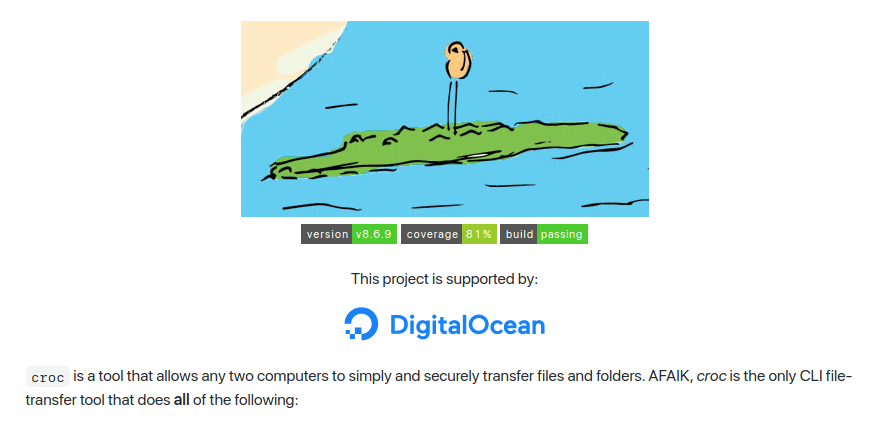 version v8.6.9 coverage 81% build passing
This project is supported by:
DigitalOcean
croc is a tool that allows any two computers to simply and securely transfer files and folders. AFAIK, croc is the only CLI file-
transfer tool that does all of the following: